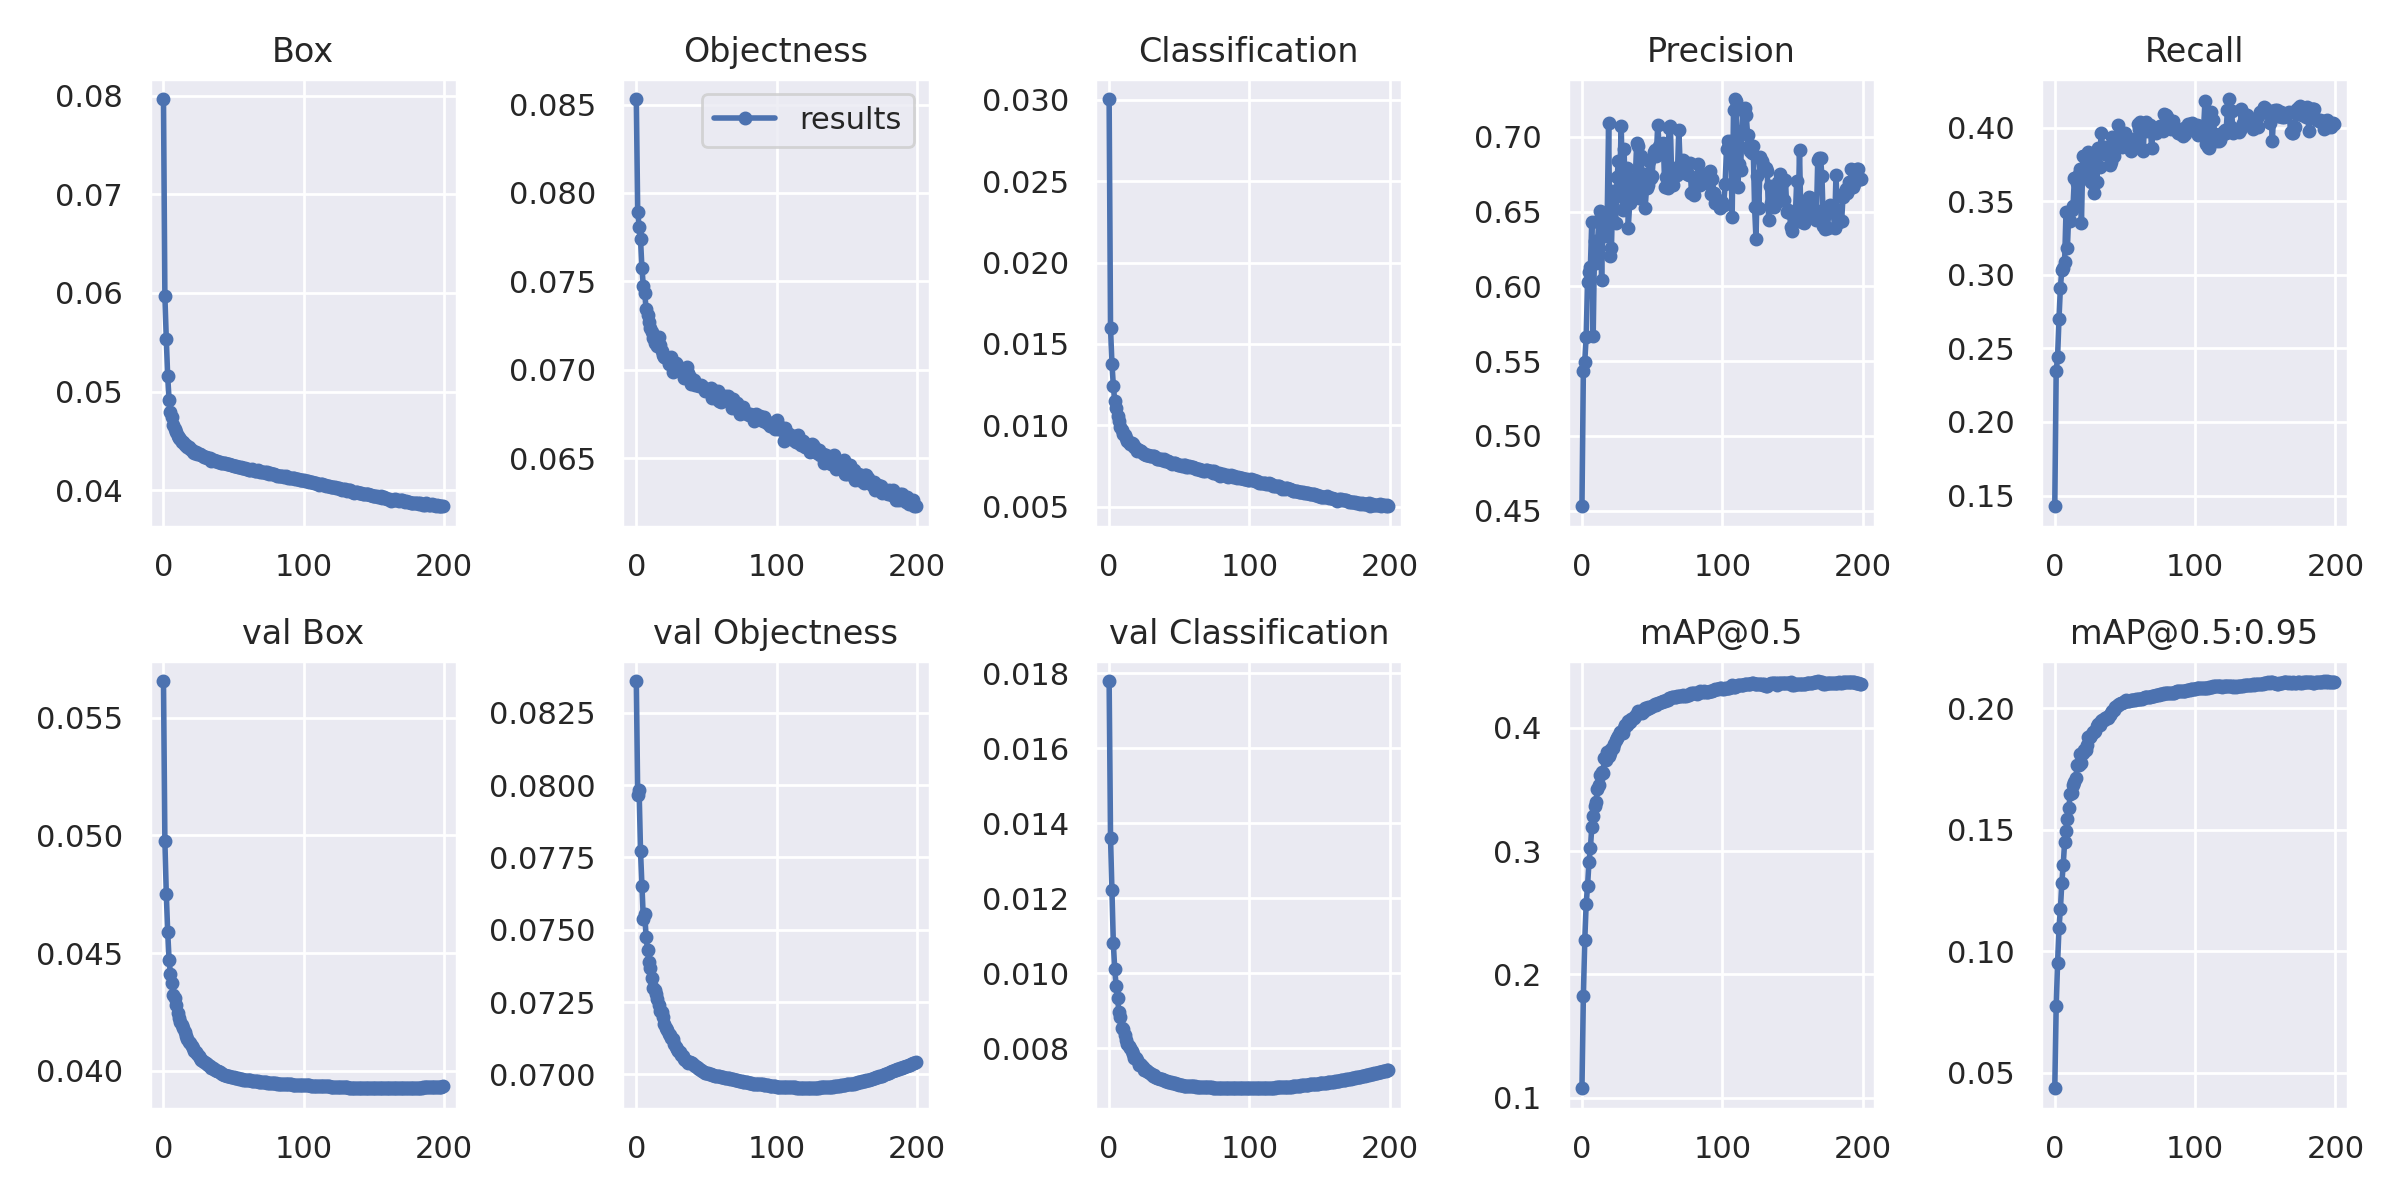 Box
0.08
0.07
0.06
0.05
0.04
0 100 200
Objectness
results
0.085
0.080
0.075
0.070
0.065
0 100 200
Classification
0.030
0.025
0.020
0.015
0.010
0.005
0 100 200
Precision
0.70
0.65
0.60
0.55
0.50
0.45
0 100 200
Recall
0.40
0.35
0.30
0.25
0.20
0.15
0 100 200
val Box
0.055
0.050
0.045
0.040
0 100 200
val Objectness
0.0825
0.0800
0.0775
0.0750
0.0725
0.0700
0 100 200
val Classification
0.018
0.016
0.014
0.012
0.010
0.008
0 100 200
mAP@0.5
0.4
0.3
0.2
0.1
0 100 200
mAP@0.5:0.95
0.20
0.15
0.10
0.05
0 100 200